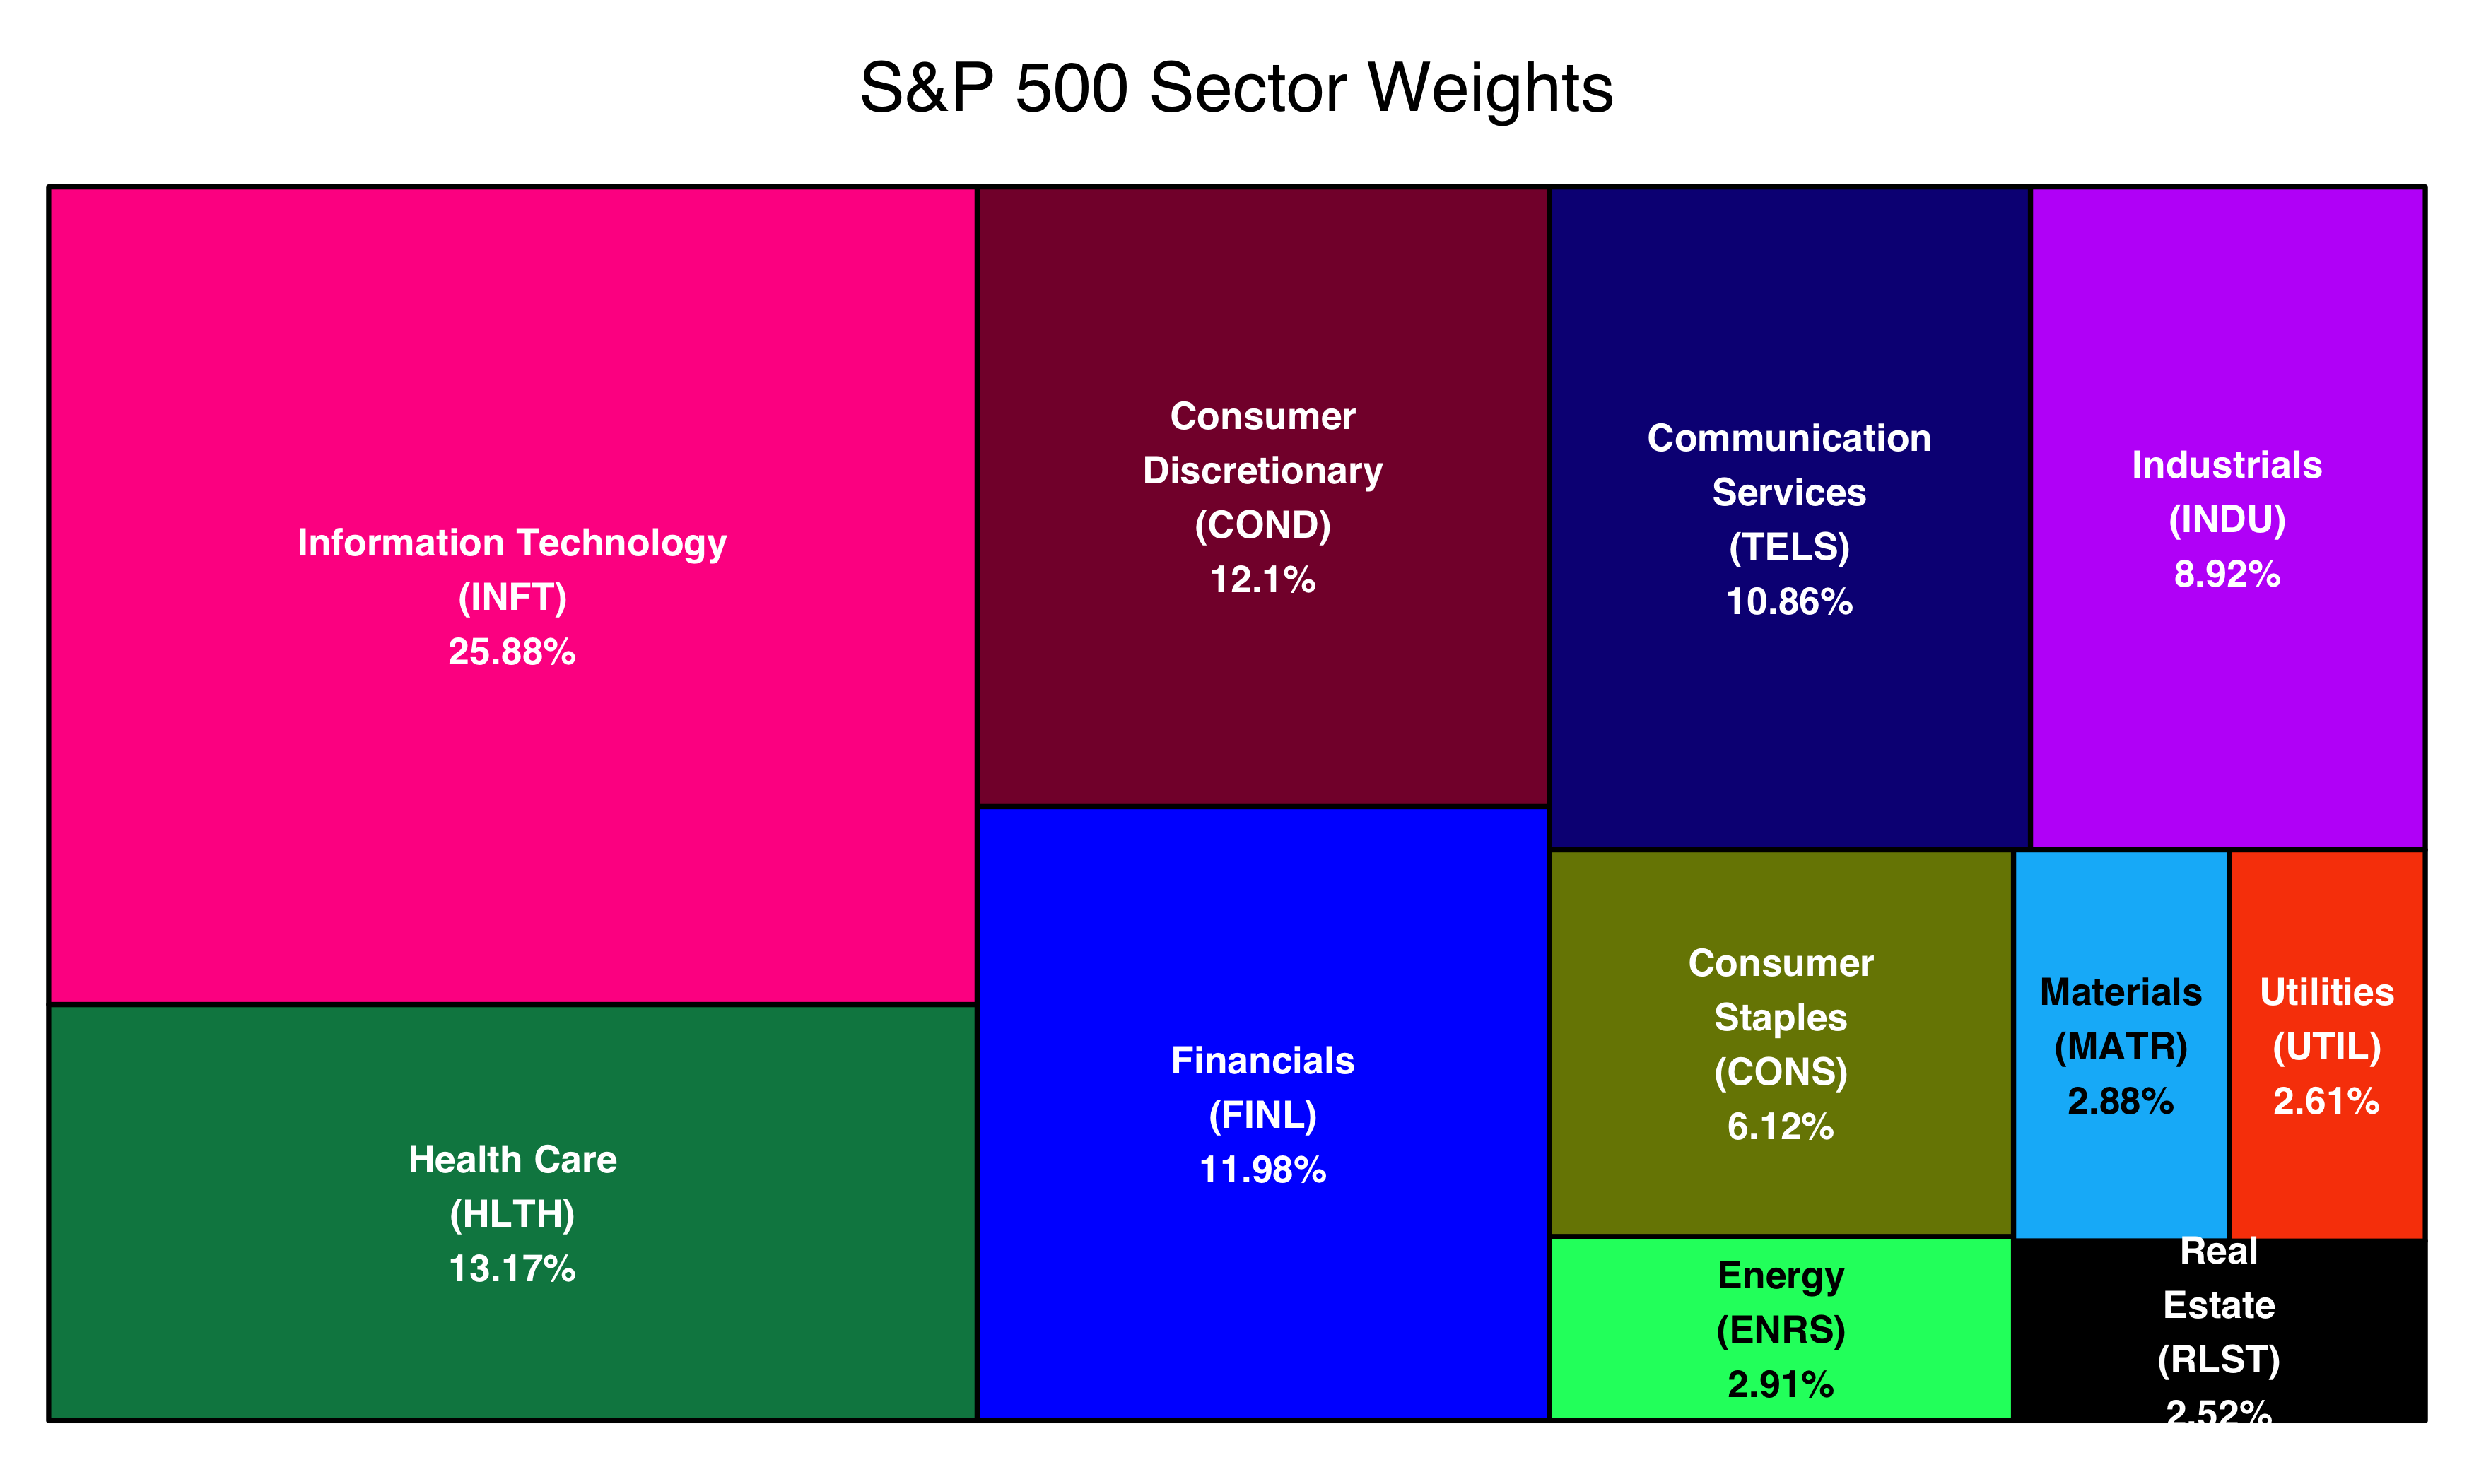 S&P 500 Sector Weights
Information Technology
(INFT)
25.88%
Health Care
(HLTH)
13.17%
Consumer
Discretionary
(COND)
12.1%
Financials
(FINL)
11.98%
Communication
Services
(TELS)
10.86%
Industrials
(INDU)
8.92%
Consumer
Staples
(CONS)
6.12%
Energy
(ENRS)
2.91%
Materials
(MATR)
2.88%
Utilities
(UTIL)
2.61%
Real
Estate
(RLST)
2.52%